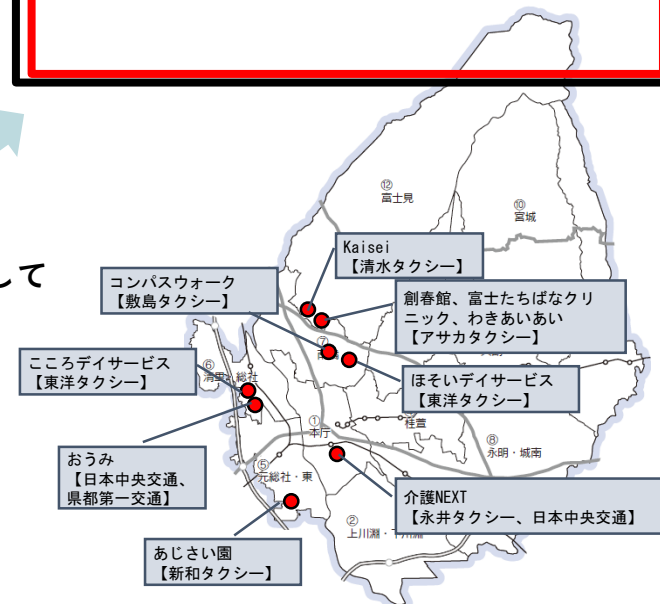 ⑫
富士見
⑩
宮城
して
Kaisei
【清水タクシー】
コンパスウォーク
【敷島タクシー】
創春館、富士たちばなクリ
ニック、わきあいあい
【アサカタクシー】
⑦
こころデイサービス
【東洋タクシー】
⑥
清里・総社
ほそいデイサービス
【東洋タクシー】
①
本庁
桂萱
⑧
永明・城南
おうみ
【日本中央交通、
県都第一交通】
⑤
元総社・東
介護NEXT
【永井タクシー、日本中央交通】
②
上川淵・下川淵
あじさい園
【新和タクシー】